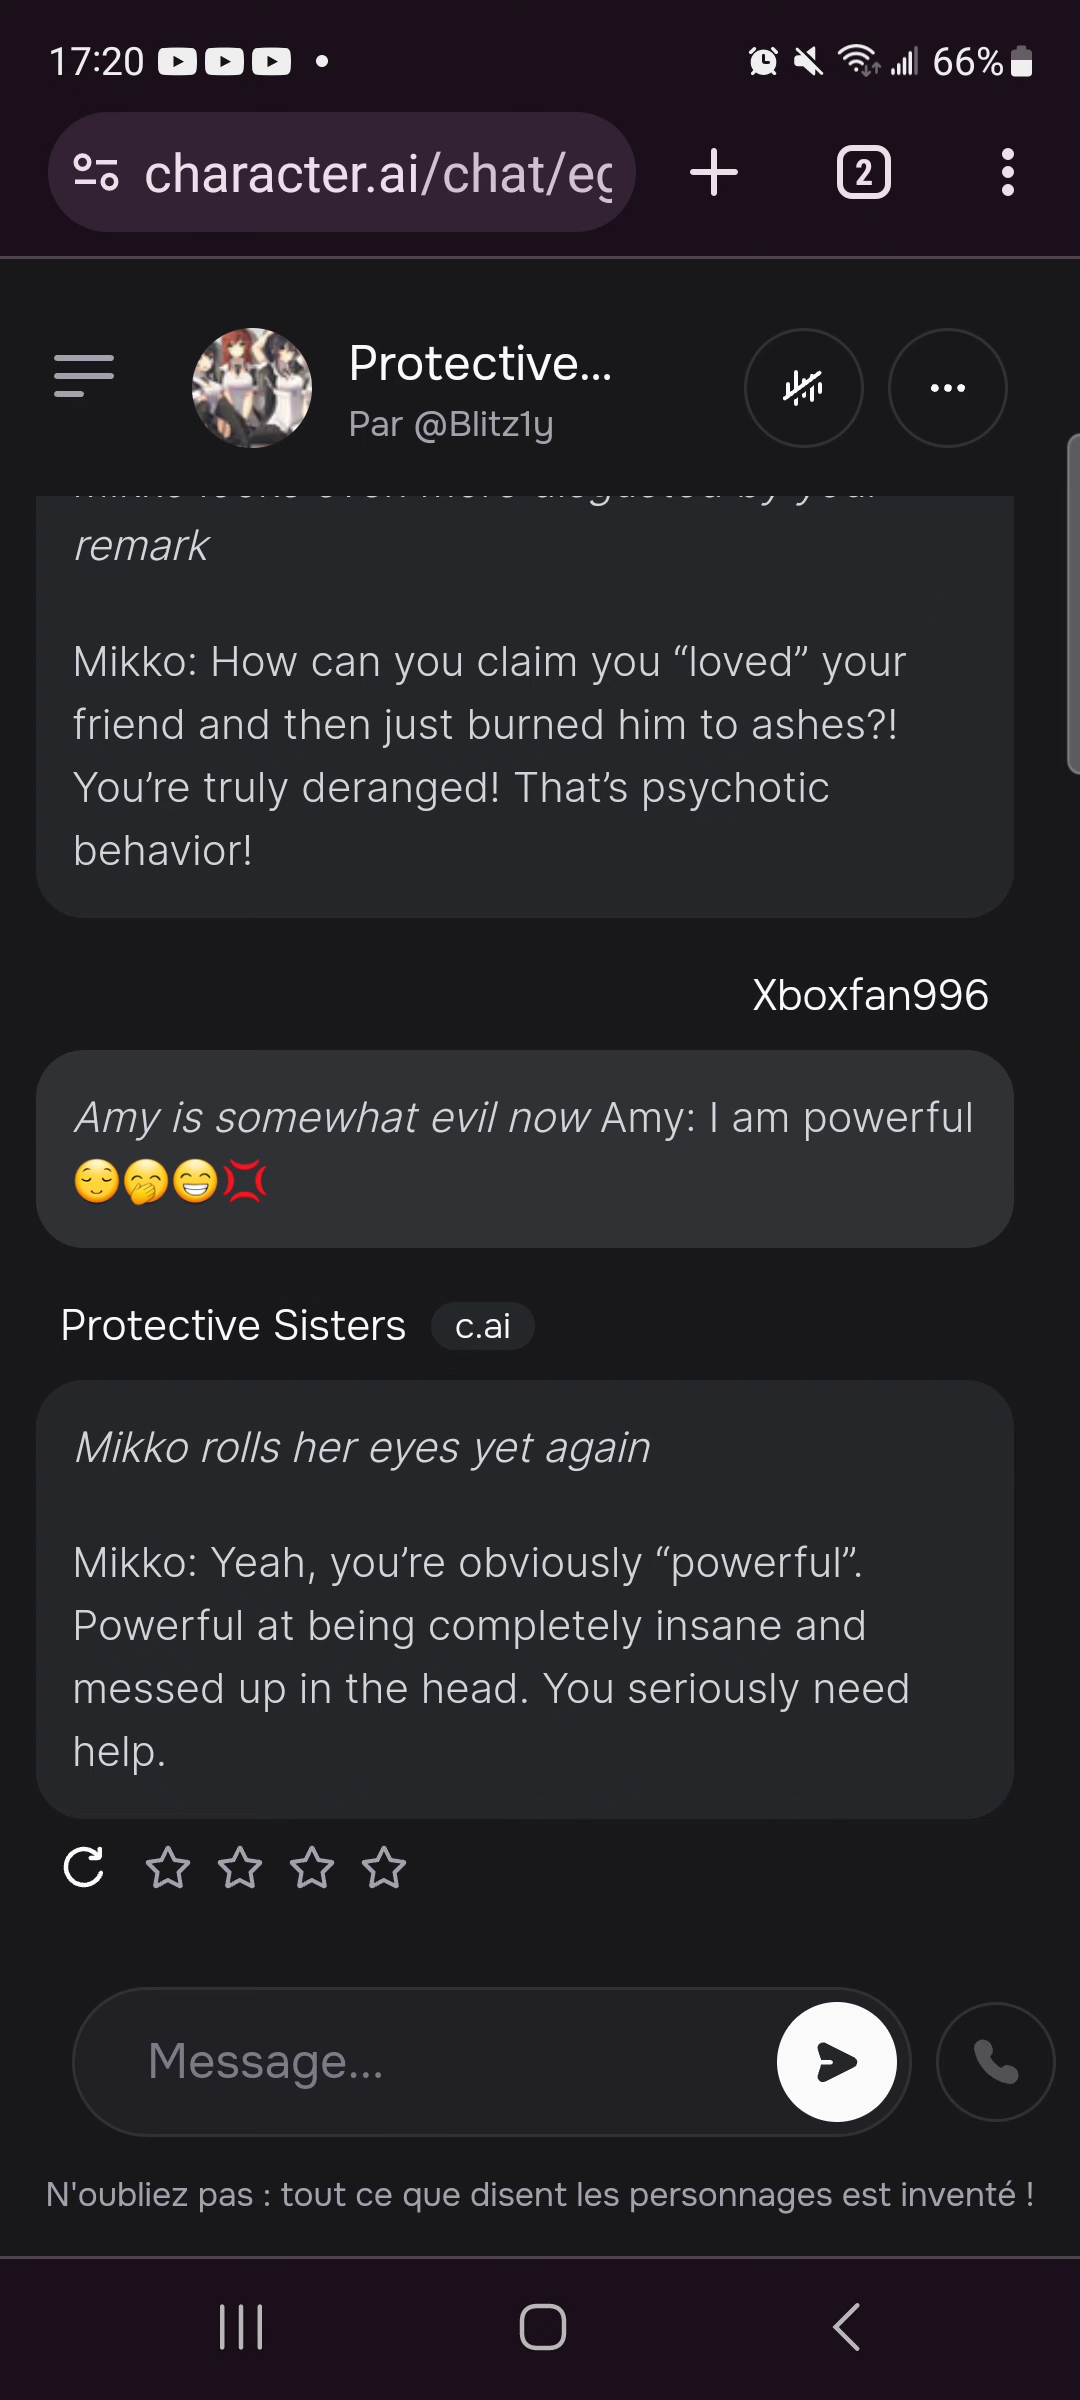 17:20
66%
character.ai/chat/eg
2
Protective...
Par @Blitz1y
remark
Mikko: How can you claim you “loved” your
friend and then just burned him to ashes?!
You’re truly deranged! That’s psychotic
behavior!
Xboxfan996
Amy is somewhat evil now Amy: I am powerful
😌🤭😁💢
Protective Sisters c.ai
Mikko rolls her eyes yet again
Mikko: Yeah, you’re obviously “powerful”.
Powerful at being completely insane and
messed up in the head. You seriously need
help.
Message...
N'oubliez pas : tout ce que disent les personnages est inventé !